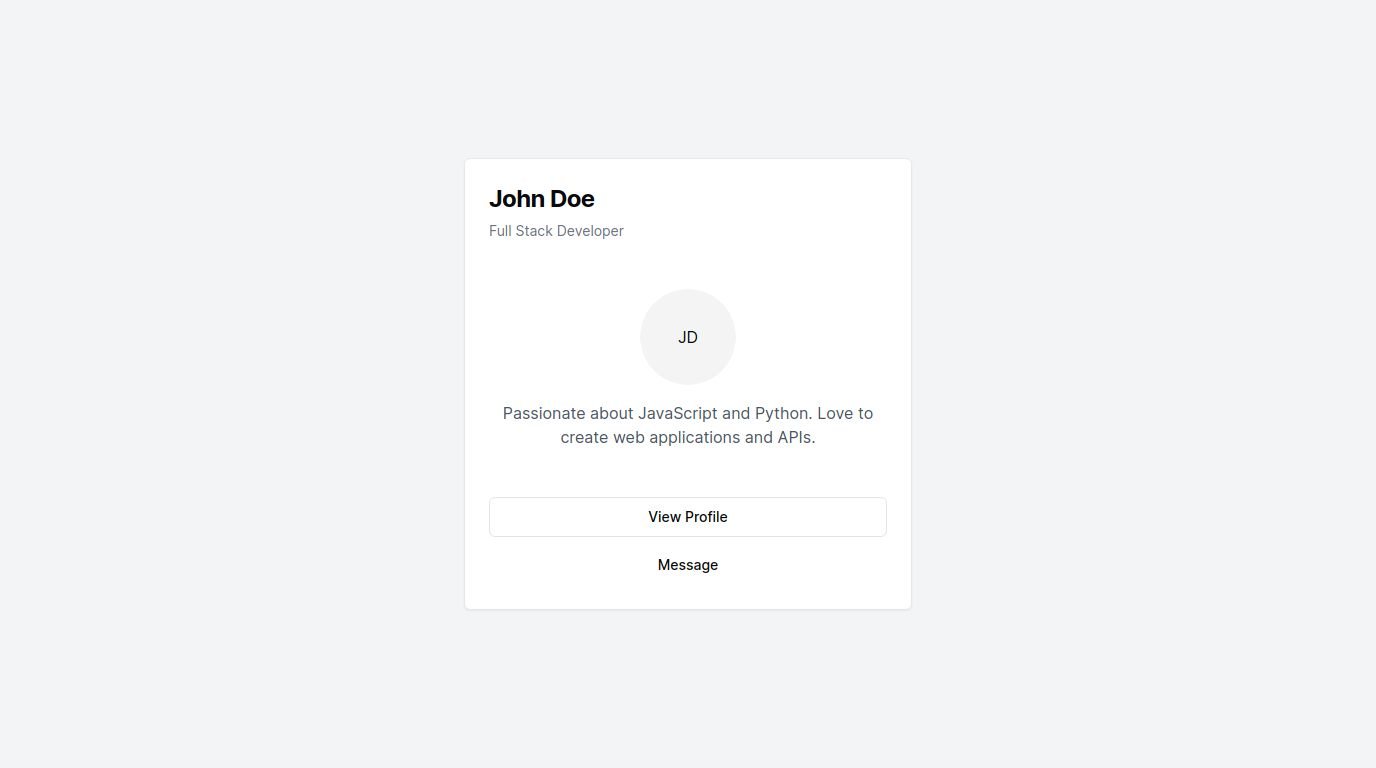 John Doe
Full Stack Developer
JD
Passionate about JavaScript and Python. Love to
create web applications and APIs.
View Profile
Message